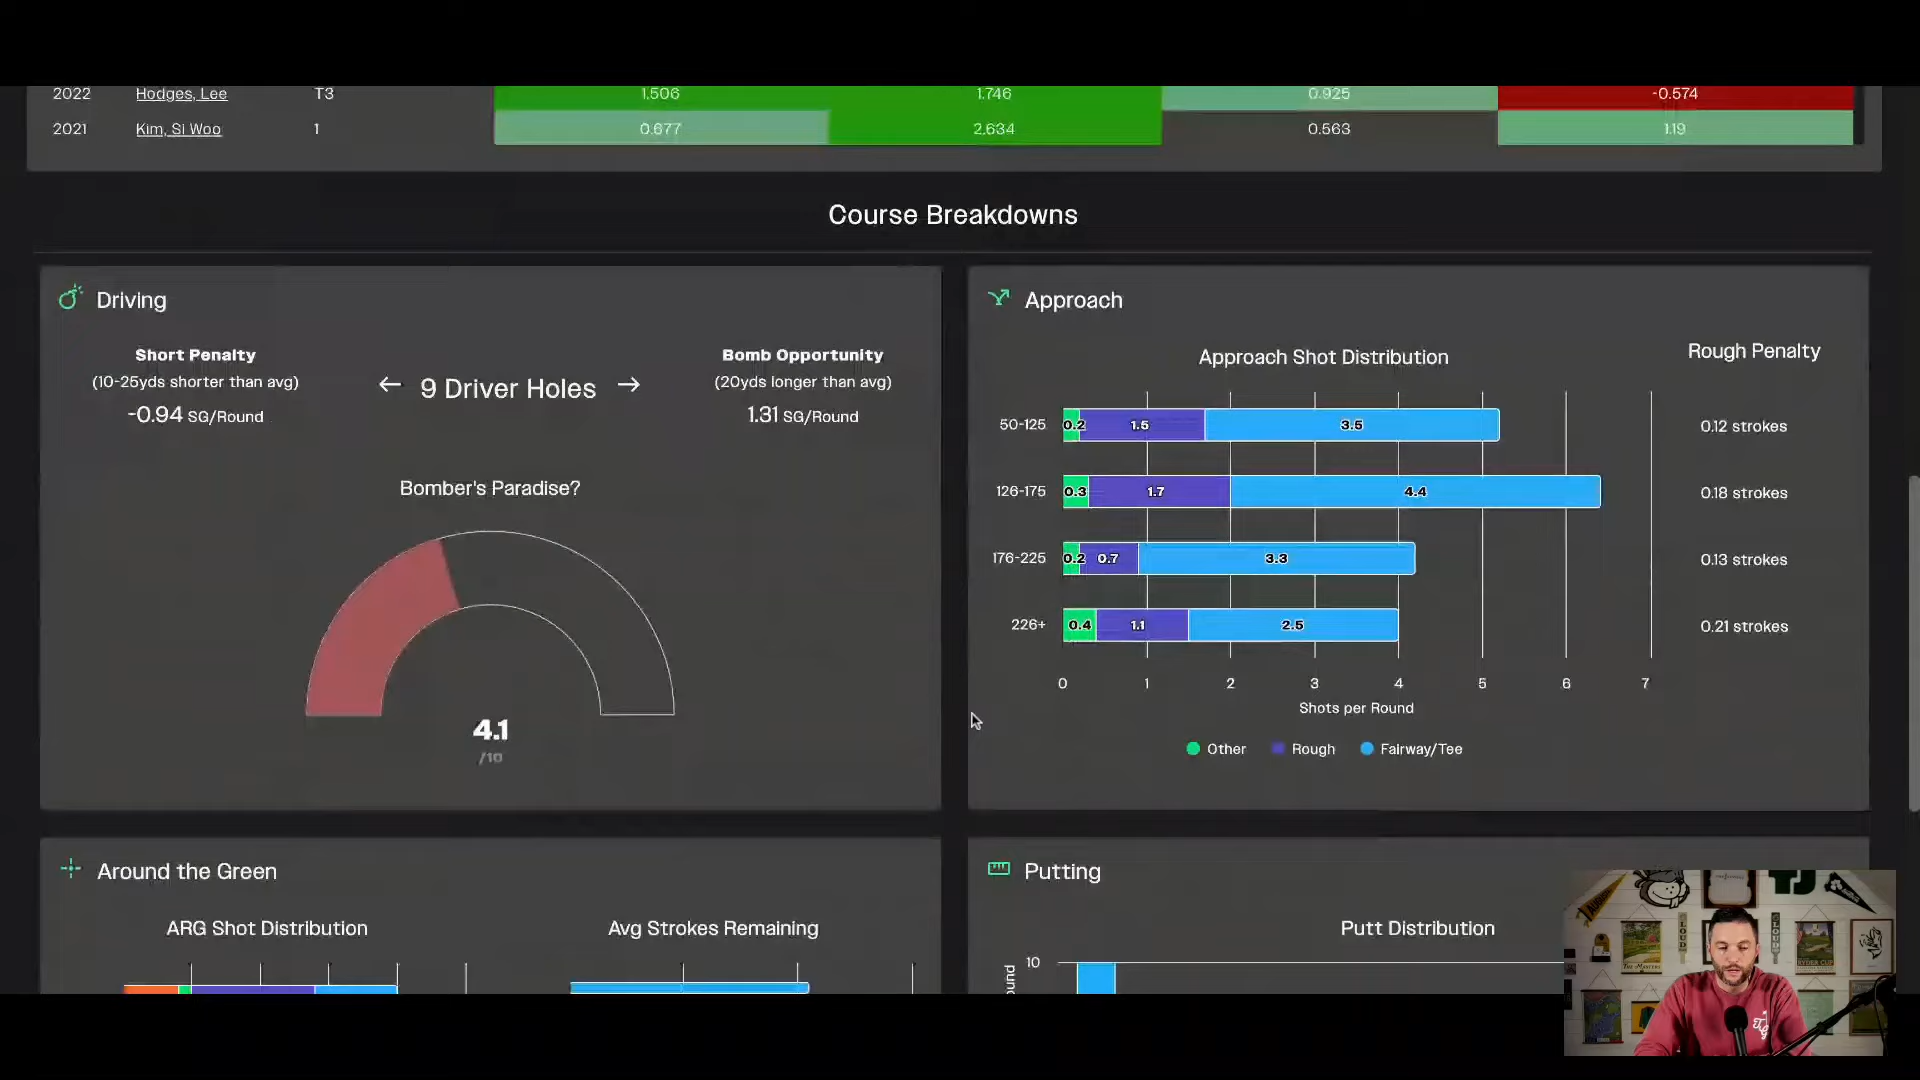 2022 Hodges, Lee T3 1.506 1.746 0.925 -0.574
2021 Kim, Si Woo 1 0.677 2.634 0.563 1.19
Course Breakdowns
Driving
Short Penalty
(10-25yds shorter than avg)
-0.94 SG/Round
← 9 Driver Holes →
Bomb Opportunity
(20yds longer than avg)
1.31 SG/Round
Bomber's Paradise?
4.1
/10
Approach
Approach Shot Distribution
Rough Penalty
50-125 0.2 1.5 3.5 0.12 strokes
126-175 0.3 1.7 4.4 0.18 strokes
176-225 0.2 0.7 3.3 0.13 strokes
226+ 0.4 1.1 2.5 0.21 strokes
0 1 2 3 4 5 6 7
Shots per Round
Other Rough Fairway/Tee
Around the Green
ARG Shot Distribution
Avg Strokes Remaining
Putting
Putt Distribution
10